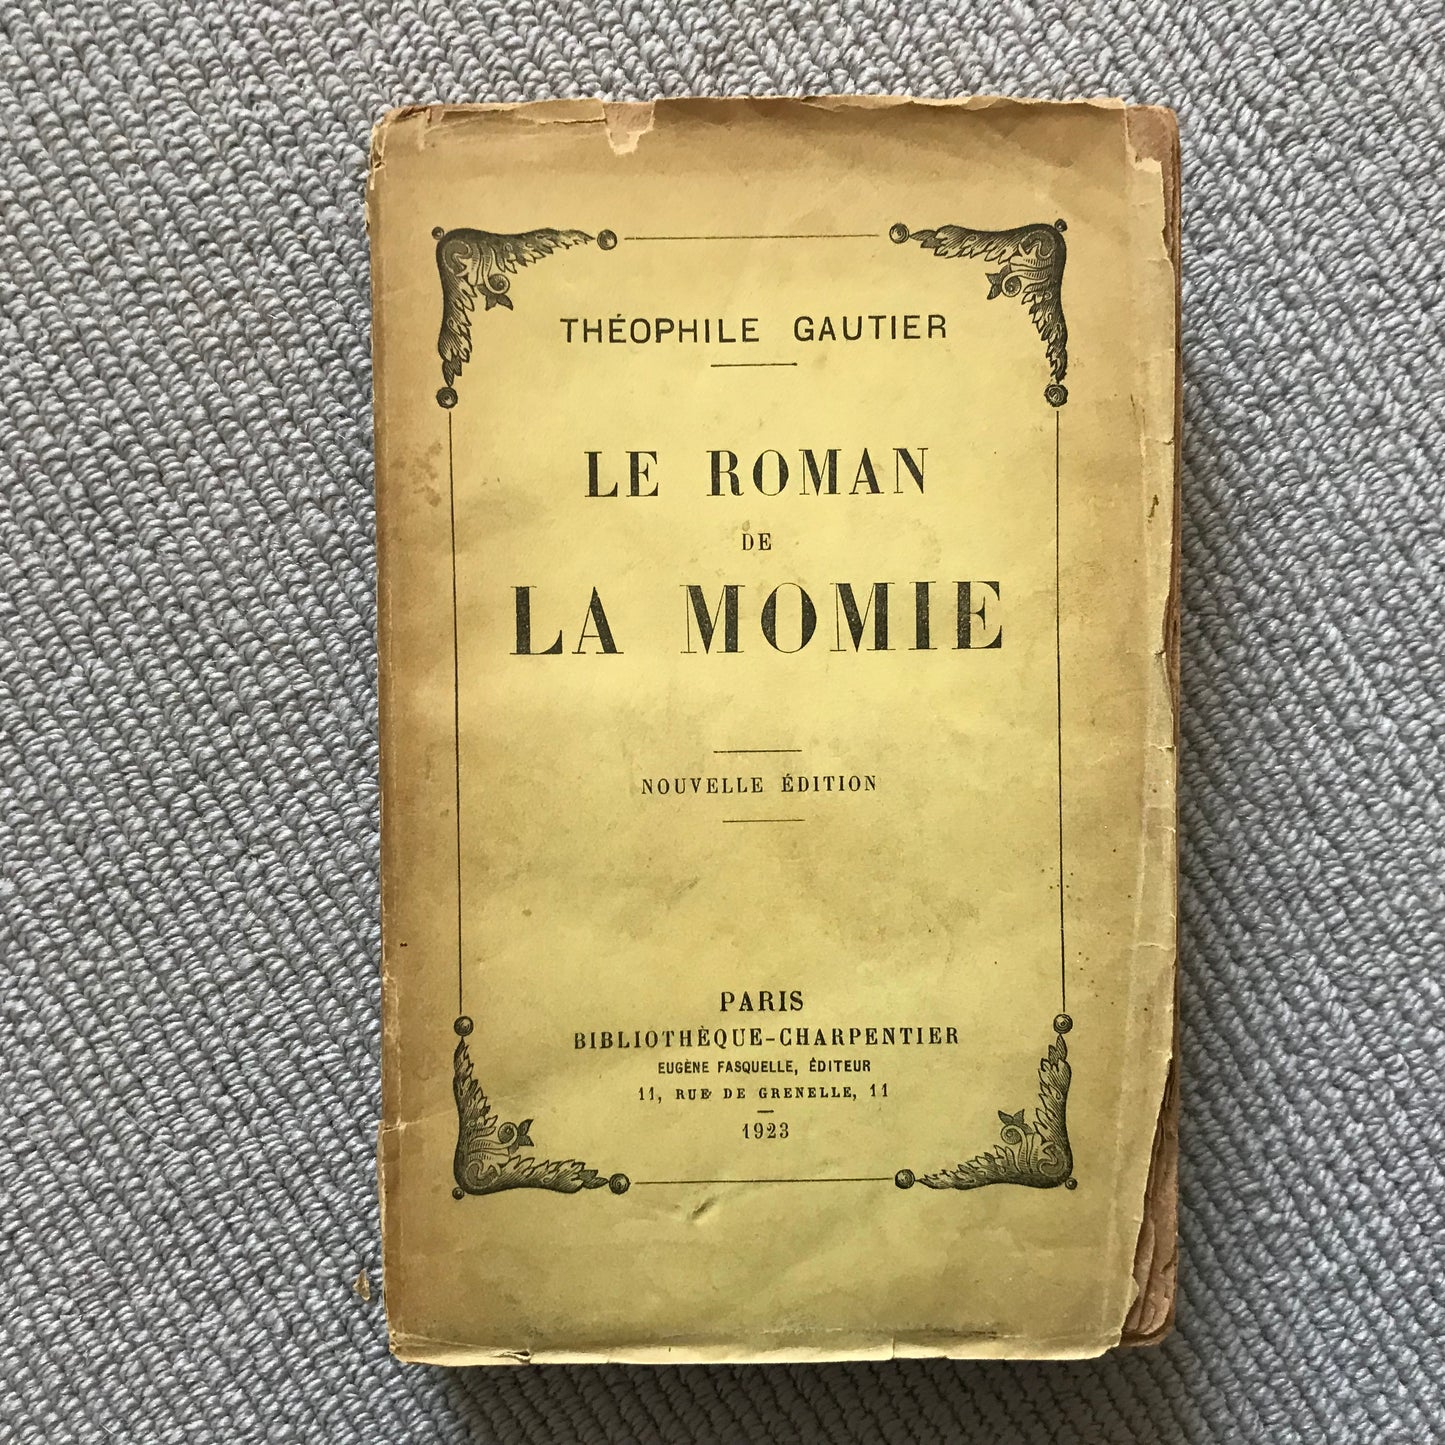 THÉOPHILE GAUTIER
LE ROMAN
DE
LA MOMIE
NOUVELLE ÉDITION
PARIS
BIBLIOTHÈQUE-CHARPENTIER
EUGÈNE FASQUELLE, ÉDITEUR
11, RUE DE GRENELLE, 11
1923